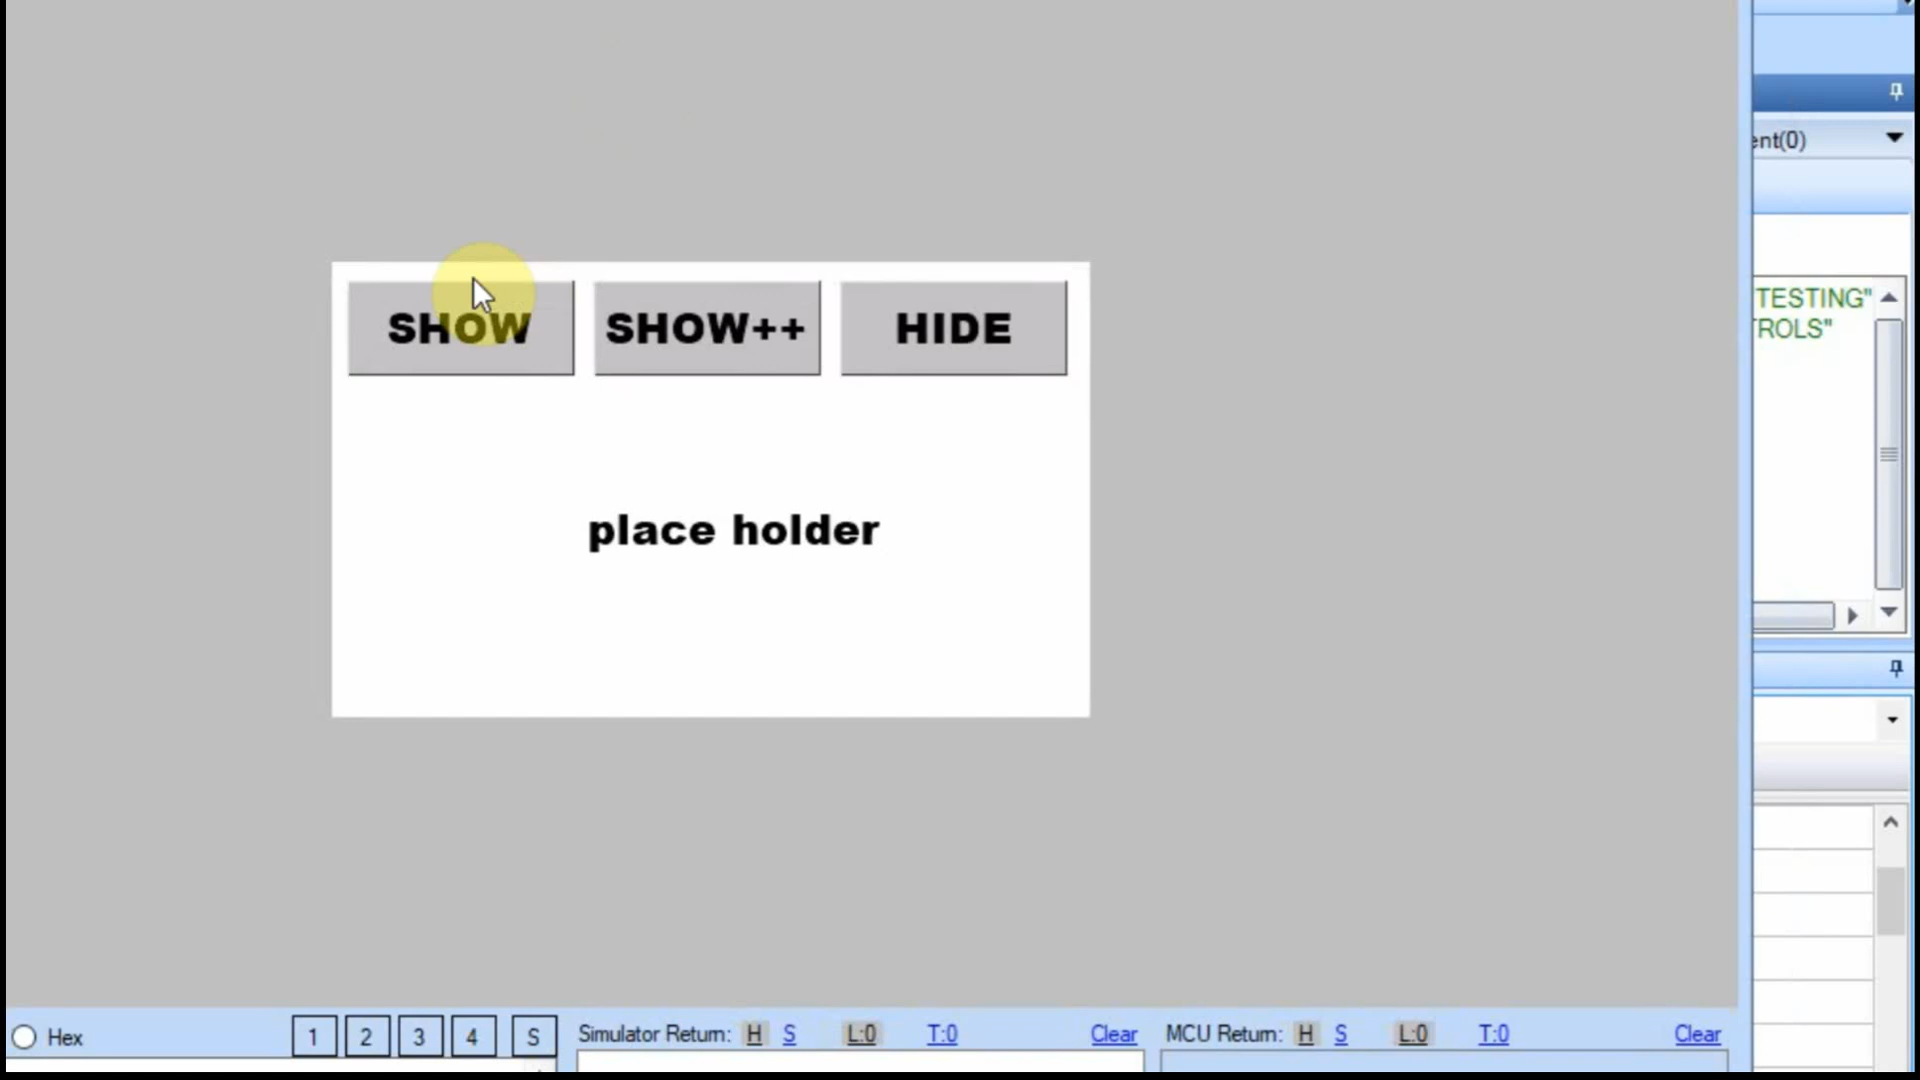 ent(0)
TESTING"
TROLS"
SHOW SHOW++ HIDE
place holder
Hex 1 2 3 4 S Simulator Return: H S L:0 T:0 Clear MCU Return: H S L:0 T:0 Clear